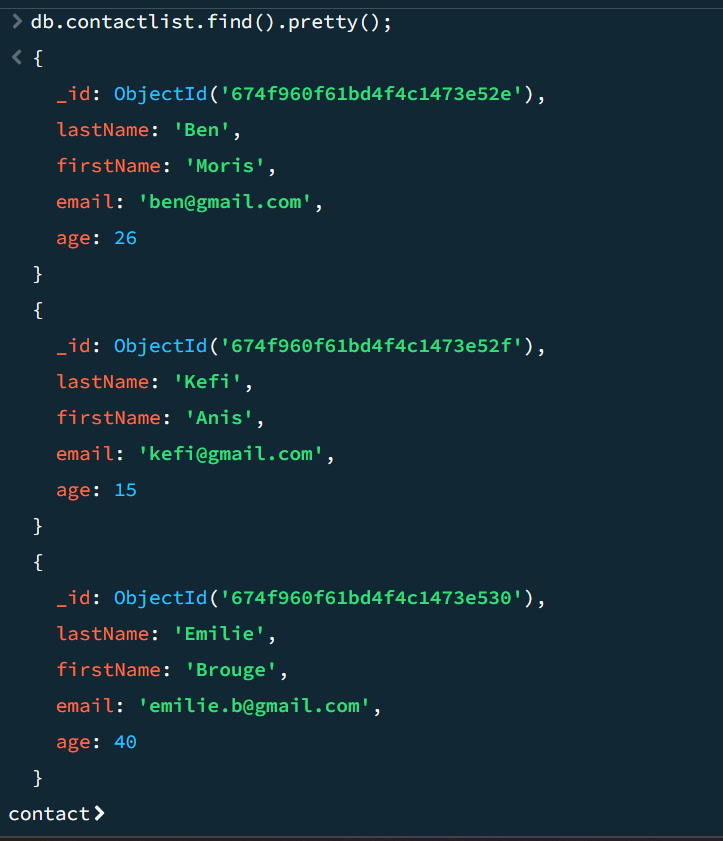 > db.contactlist.find().pretty();
< {
_id: ObjectId('674f960f61bd4f4c1473e52e'),
lastName: 'Ben',
firstName: 'Moris',
email: 'ben@gmail.com',
age: 26
}
{
_id: ObjectId('674f960f61bd4f4c1473e52f'),
lastName: 'Kefi',
firstName: 'Anis',
email: 'kefi@gmail.com',
age: 15
}
{
_id: ObjectId('674f960f61bd4f4c1473e530'),
lastName: 'Emilie',
firstName: 'Brouge',
email: 'emilie.b@gmail.com',
age: 40
}
contact>